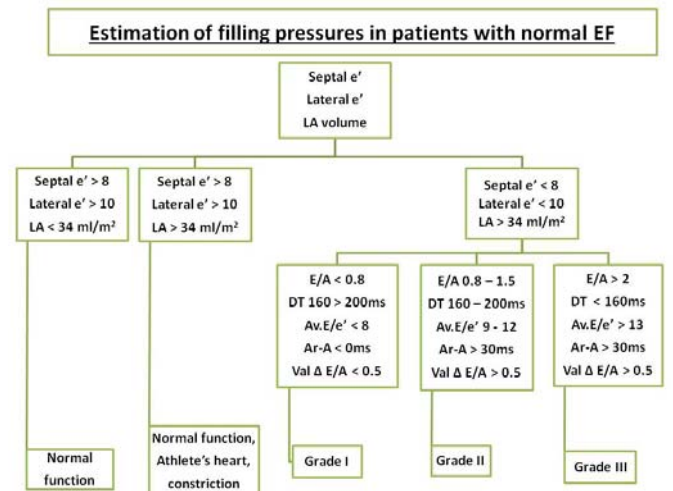 Estimation of filling pressures in patients with normal EF
Septal e’
Lateral e’
LA volume
Septal e’ > 8
Lateral e’ > 10
LA < 34 ml/m²
Septal e’ > 8
Lateral e’ > 10
LA > 34 ml/m²
Septal e’ < 8
Lateral e’ < 10
LA > 34 ml/m²
E/A < 0.8
DT 160 > 200ms
Av.E/e’ < 8
Ar-A < 0ms
Val Δ E/A < 0.5
E/A 0.8 – 1.5
DT 160 – 200ms
Av.E/e’ 9 - 12
Ar-A > 30ms
Val Δ E/A > 0.5
E/A > 2
DT < 160ms
Av.E/e’ > 13
Ar-A > 30ms
Val Δ E/A > 0.5
Normal
function
Normal function,
Athlete’s heart,
constriction
Grade I
Grade II
Grade III